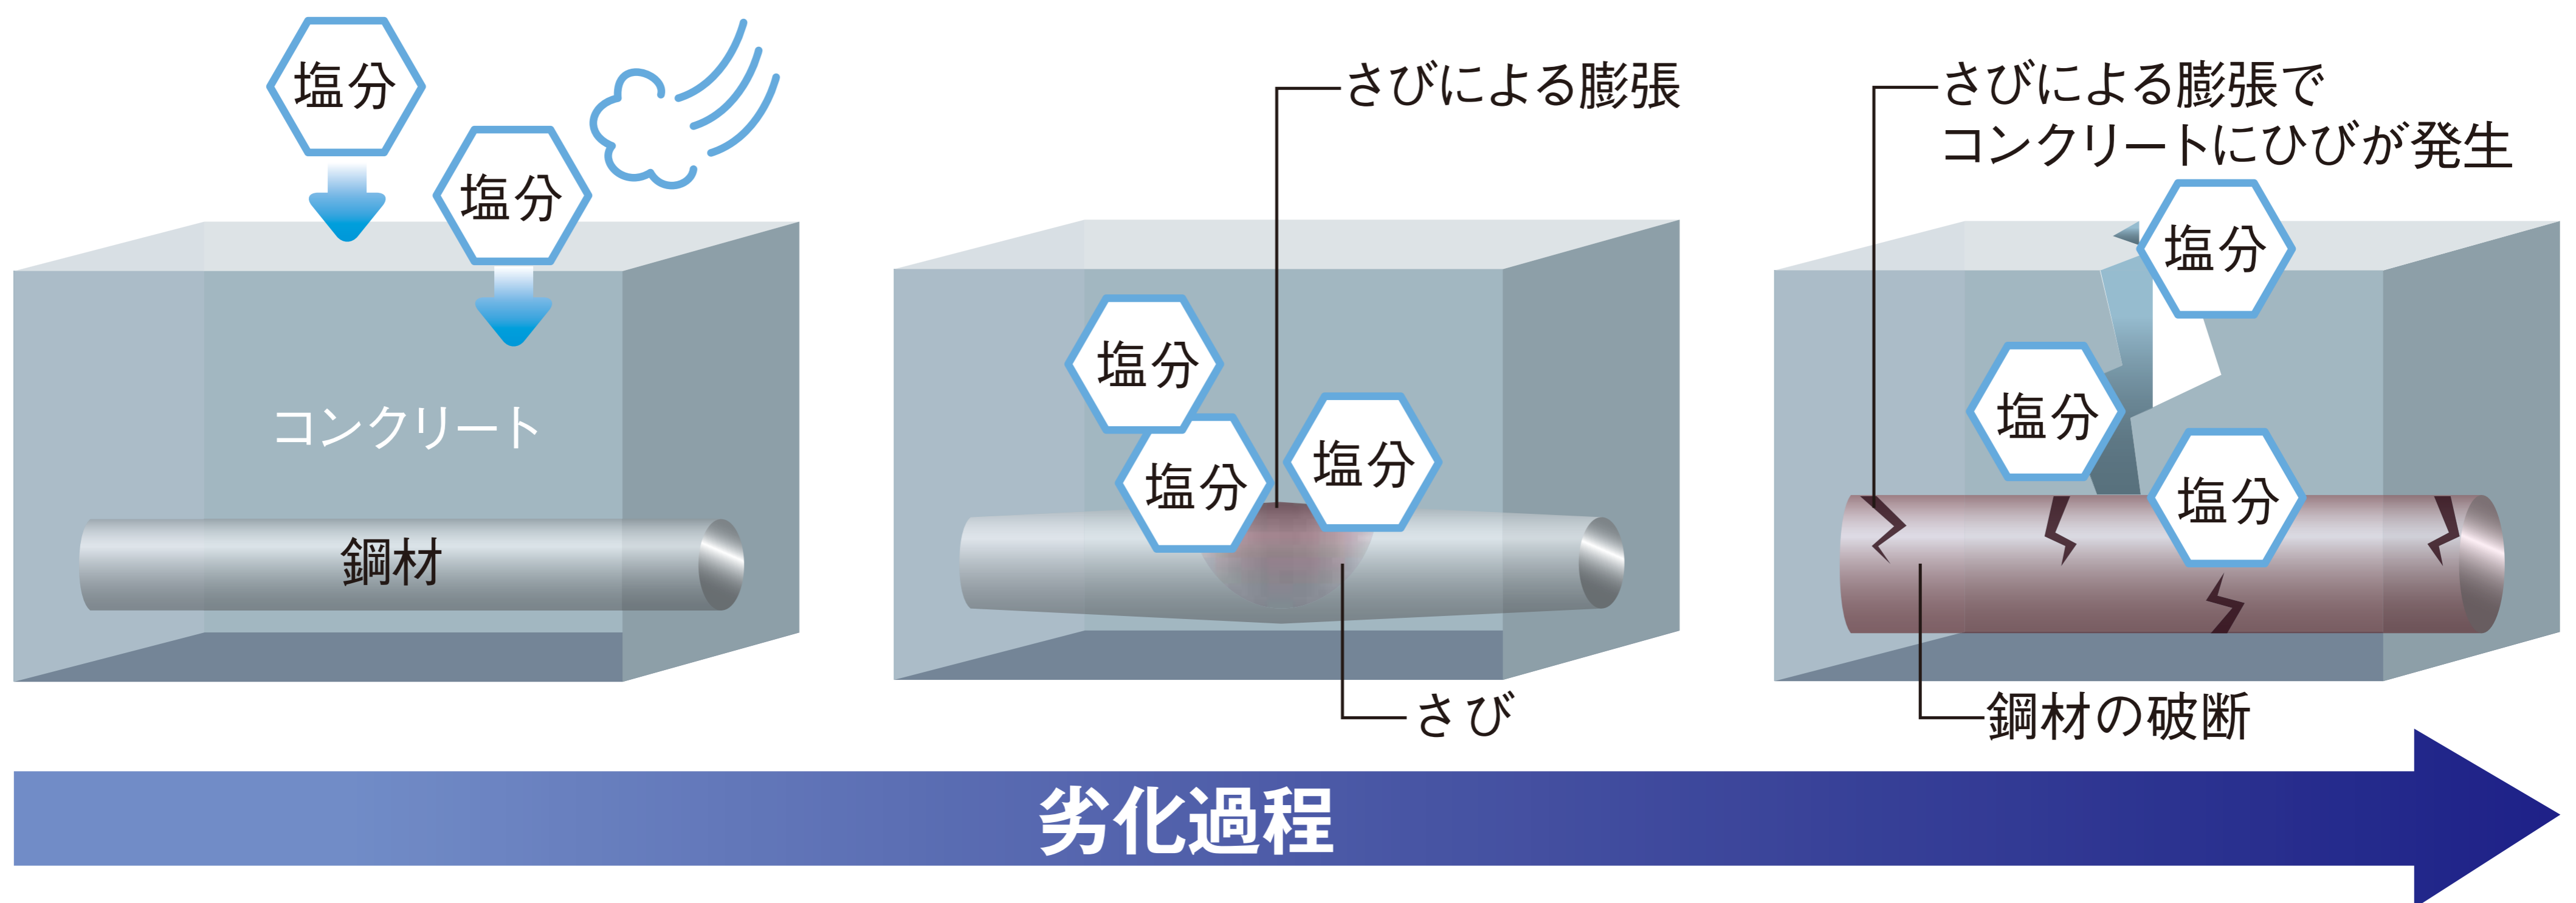 塩分
塩分
コンクリート
鋼材
さびによる膨張
塩分
塩分
塩分
さび
さびによる膨張で
コンクリートにひびが発生
塩分
塩分
塩分
鋼材の破断
劣化過程